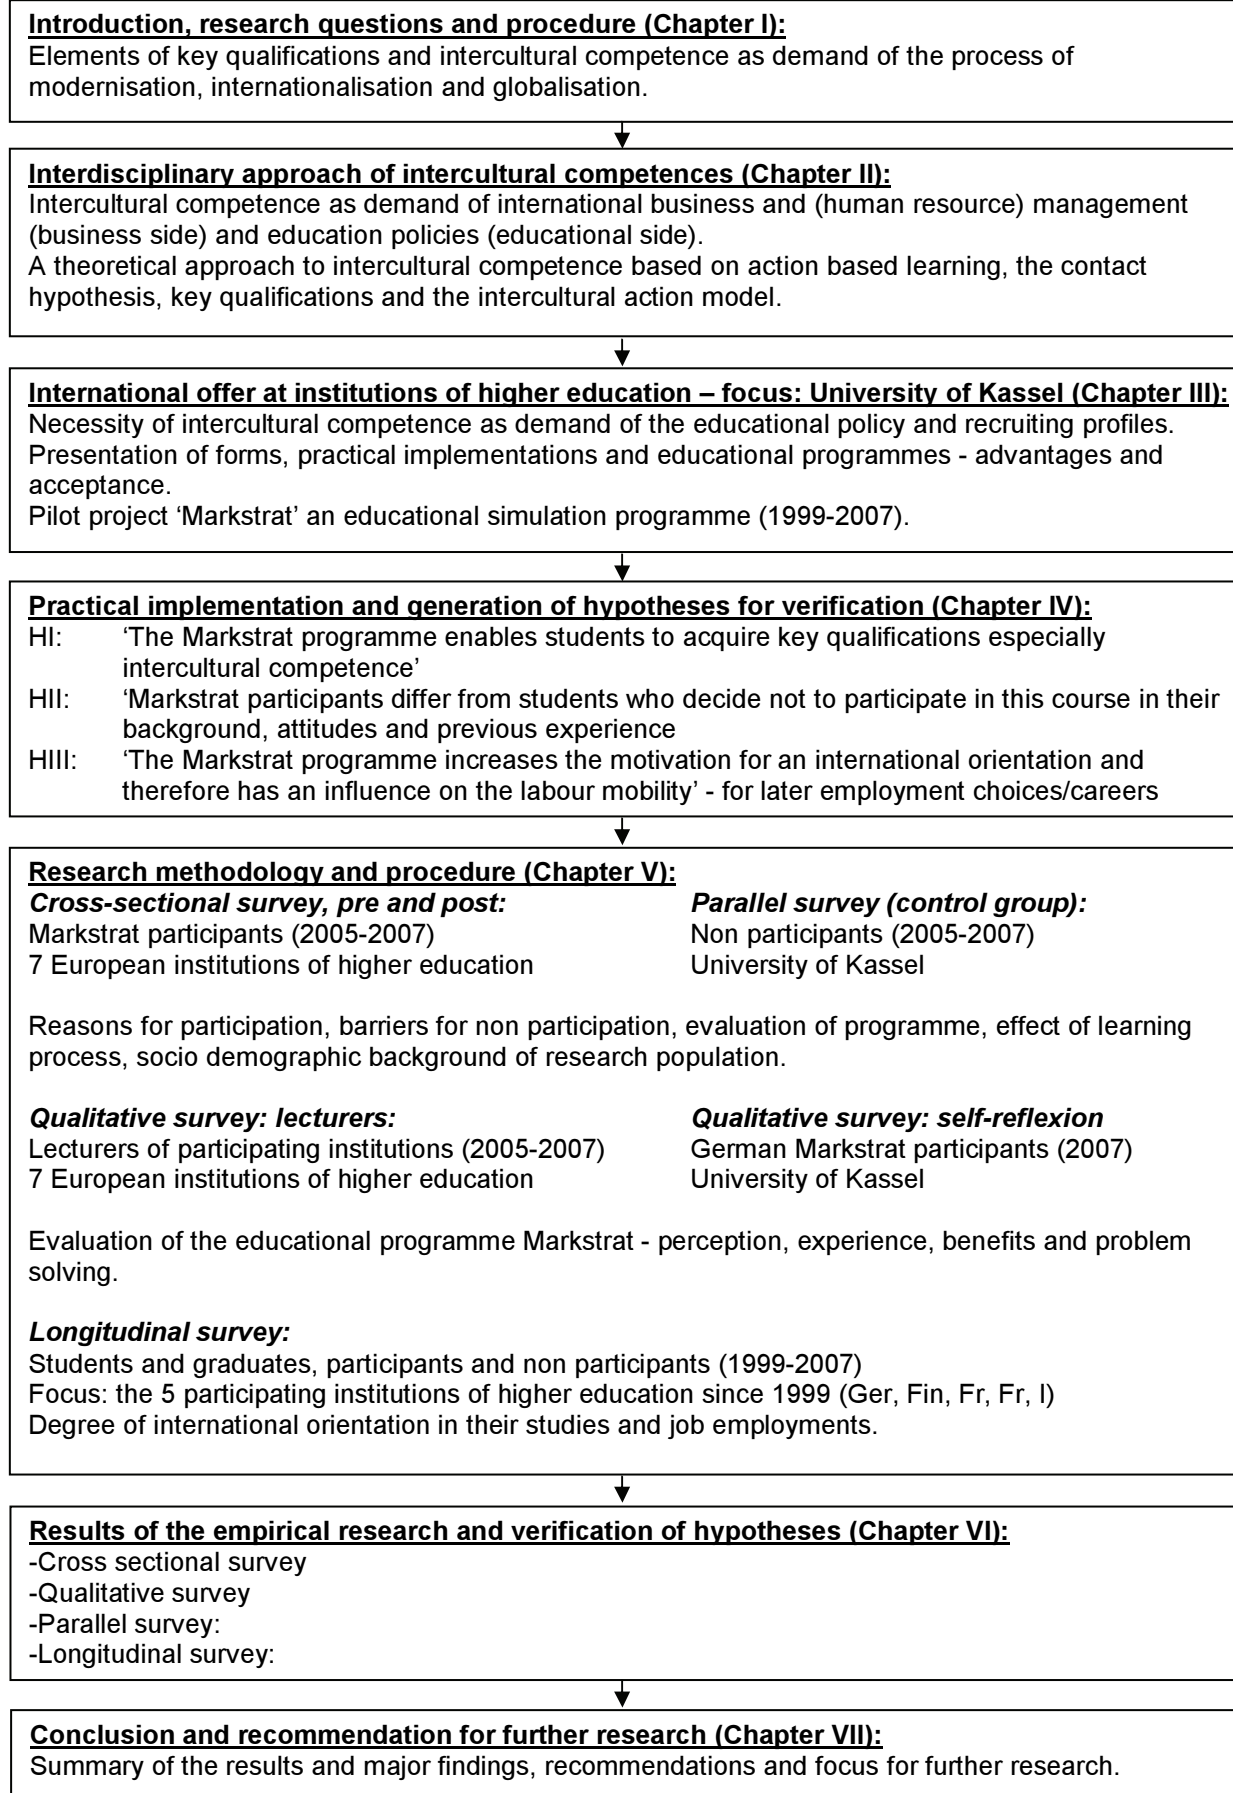 Introduction, research questions and procedure (Chapter I):
Elements of key qualifications and intercultural competence as demand of the process of
modernisation, internationalisation and globalisation.
Interdisciplinary approach of intercultural competences (Chapter II):
Intercultural competence as demand of international business and (human resource) management
(business side) and education policies (educational side).
A theoretical approach to intercultural competence based on action based learning, the contact
hypothesis, key qualifications and the intercultural action model.
International offer at institutions of higher education – focus: University of Kassel (Chapter III):
Necessity of intercultural competence as demand of the educational policy and recruiting profiles.
Presentation of forms, practical implementations and educational programmes - advantages and
acceptance.
Pilot project ‘Markstrat’ an educational simulation programme (1999-2007).
Practical implementation and generation of hypotheses for verification (Chapter IV):
HI: ‘The Markstrat programme enables students to acquire key qualifications especially
intercultural competence’
HII: ‘Markstrat participants differ from students who decide not to participate in this course in their
background, attitudes and previous experience
HIII: ‘The Markstrat programme increases the motivation for an international orientation and
therefore has an influence on the labour mobility’ - for later employment choices/careers
Research methodology and procedure (Chapter V):
Cross-sectional survey, pre and post: Parallel survey (control group):
Markstrat participants (2005-2007) Non participants (2005-2007)
7 European institutions of higher education University of Kassel
Reasons for participation, barriers for non participation, evaluation of programme, effect of learning
process, socio demographic background of research population.
Qualitative survey: lecturers: Qualitative survey: self-reflexion
Lecturers of participating institutions (2005-2007) German Markstrat participants (2007)
7 European institutions of higher education University of Kassel
Evaluation of the educational programme Markstrat - perception, experience, benefits and problem
solving.
Longitudinal survey:
Students and graduates, participants and non participants (1999-2007)
Focus: the 5 participating institutions of higher education since 1999 (Ger, Fin, Fr, Fr, I)
Degree of international orientation in their studies and job employments.
Results of the empirical research and verification of hypotheses (Chapter VI):
-Cross sectional survey
-Qualitative survey
-Parallel survey:
-Longitudinal survey:
Conclusion and recommendation for further research (Chapter VII):
Summary of the results and major findings, recommendations and focus for further research.